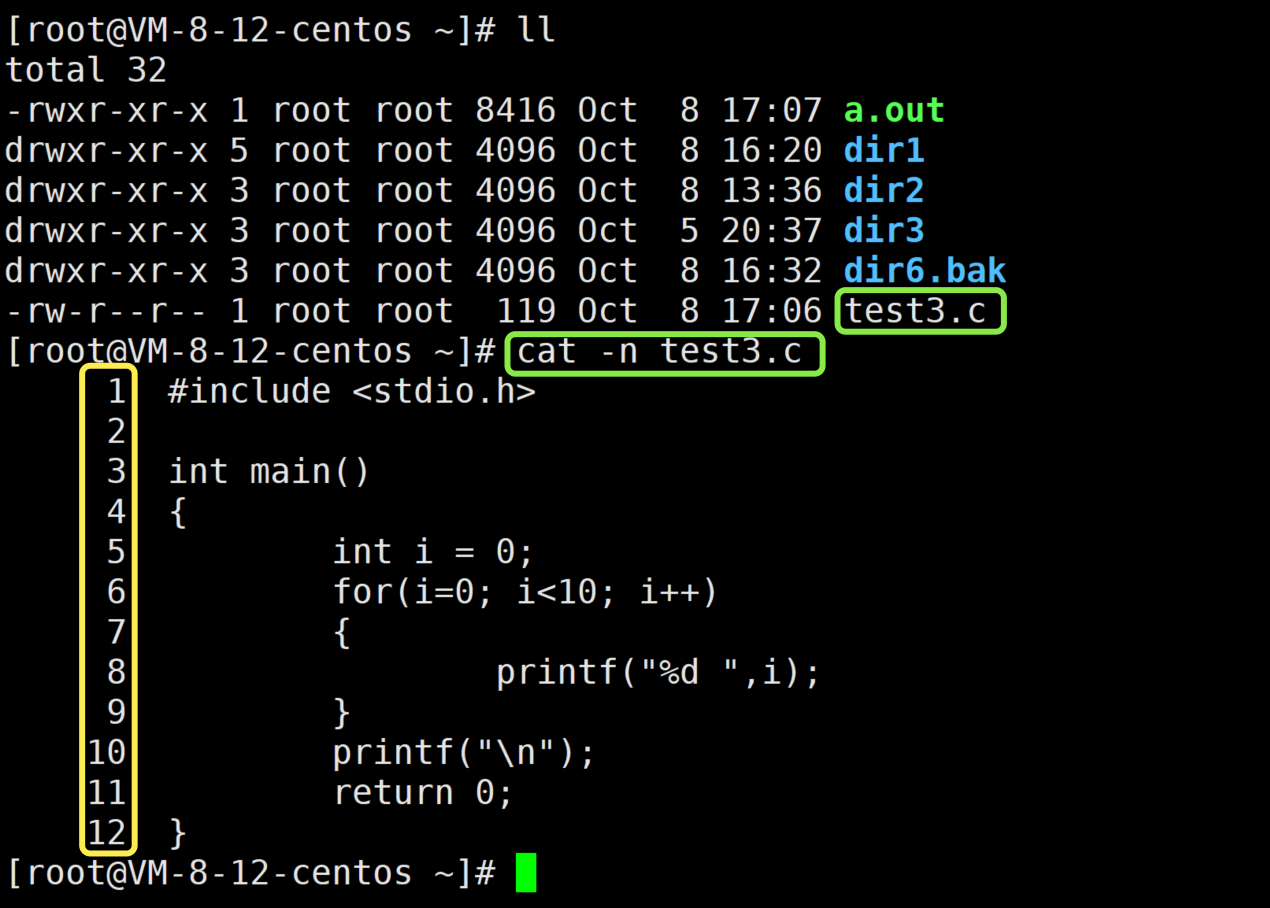 [root@VM-8-12-centos ~]# ll
total 32
-rwxr-xr-x 1 root root 8416 Oct  8 17:07 a.out
drwxr-xr-x 5 root root 4096 Oct  8 16:20 dir1
drwxr-xr-x 3 root root 4096 Oct  8 13:36 dir2
drwxr-xr-x 3 root root 4096 Oct  5 20:37 dir3
drwxr-xr-x 3 root root 4096 Oct  8 16:32 dir6.bak
-rw-r--r-- 1 root root  119 Oct  8 17:06 test3.c
[root@VM-8-12-centos ~]# cat -n test3.c
     1  #include <stdio.h>
     2
     3  int main()
     4  {
     5          int i = 0;
     6          for(i=0; i<10; i++)
     7          {
     8                  printf("%d ",i);
     9          }
    10          printf("\n");
    11          return 0;
    12  }
[root@VM-8-12-centos ~]#